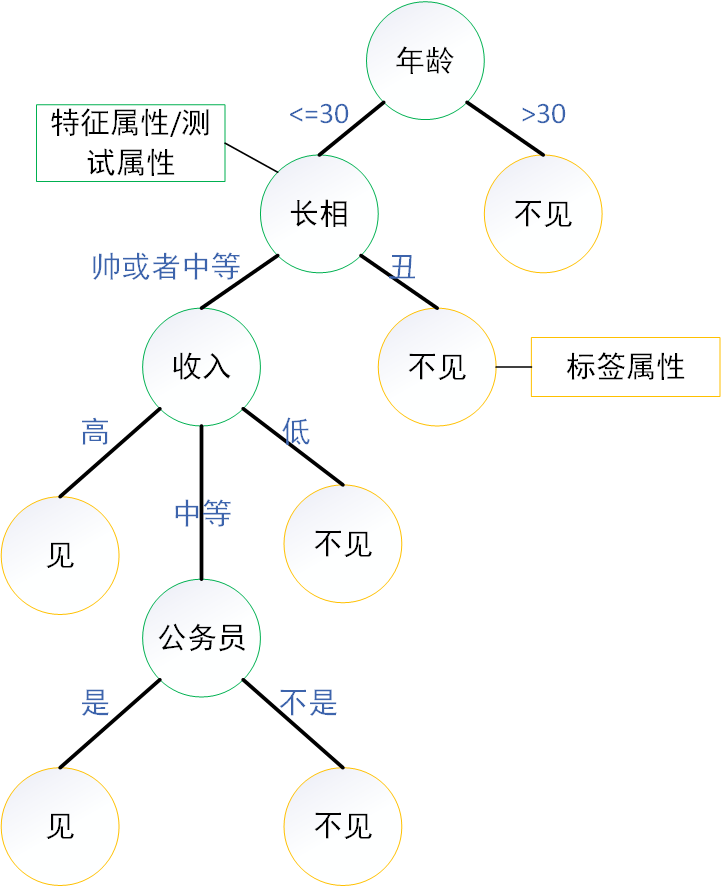 年龄
<=30
>30
特征属性/测
试属性
长相
不见
帅或者中等
丑
收入
不见
标签属性
高
低
中等
见
不见
公务员
是
不是
见
不见